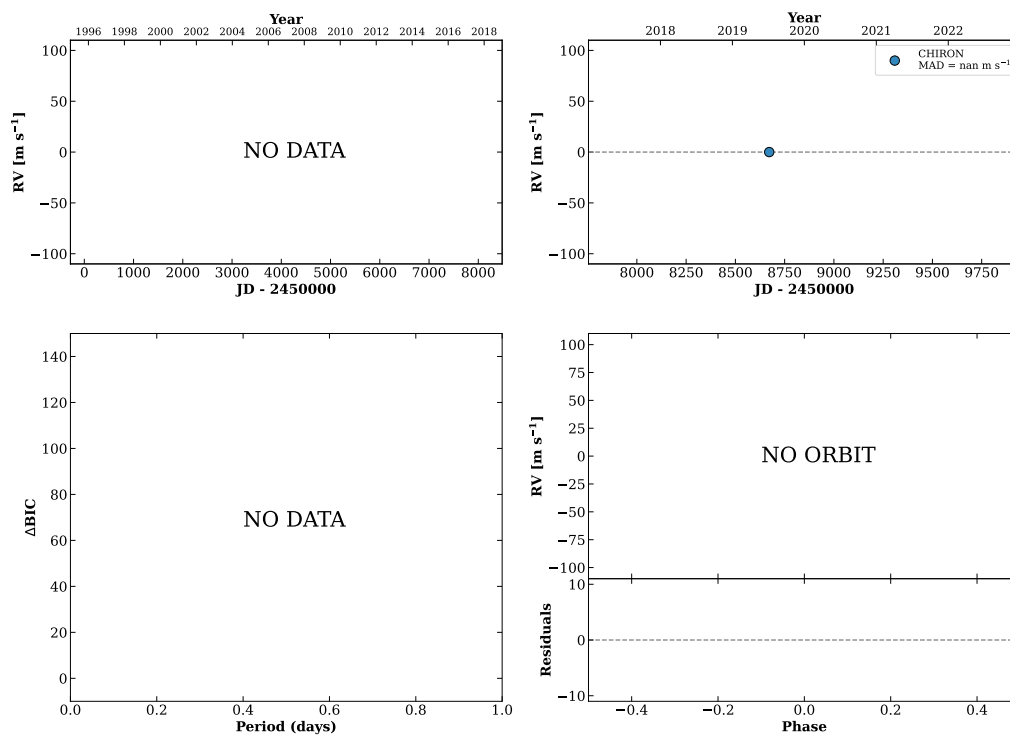 Year
1996 1998 2000 2002 2004 2006 2008 2010 2012 2014 2016 2018
100
50
0
−50
−100
RV [m s⁻¹]
NO DATA
0 1000 2000 3000 4000 5000 6000 7000 8000
JD - 2450000
Year
2018 2019 2020 2021 2022
CHIRON
MAD = nan m s⁻¹
100
50
0
−50
−100
RV [m s⁻¹]
8000 8250 8500 8750 9000 9250 9500 9750
JD - 2450000
140
120
100
80
60
40
20
0
ΔBIC
NO DATA
0.0 0.2 0.4 0.6 0.8 1.0
Period (days)
100
75
50
25
0
−25
−50
−75
−100
RV [m s⁻¹]
NO ORBIT
10
0
−10
Residuals
−0.4 −0.2 0.0 0.2 0.4
Phase